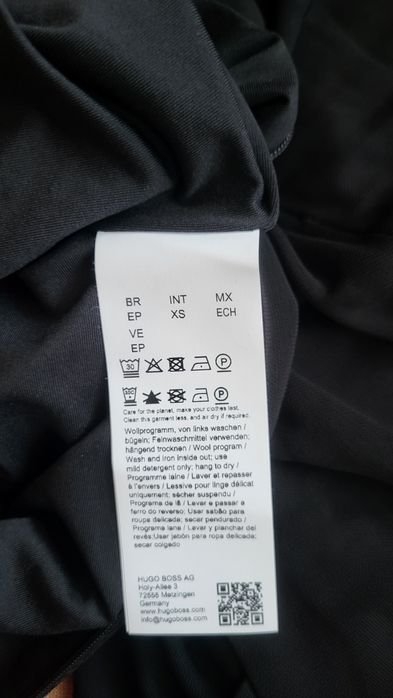 BR INT MX
EP XS ECH
VE
EP
30 P
30C P
Care for the planet, make your clothes last.
Clean this garment less, and air dry if required.
Wollprogramm, von links waschen /
bügeln; Feinwaschmittel verwenden;
hängend trocknen / Wool program /
Wash and iron inside out; use
mild detergent only; hang to dry /
Programme laine / Laver et repasser
à l'envers / Lessive pour linge délicat
uniquement; sécher suspendu /
Programa de lã / Lavar e passar a
ferro do reverso; Usar sabão para
roupa delicada; secar pendurado /
Programa lana / Lavar y planchar del
revés;Usar jabón para ropa delicada;
secar colgado
HUGO BOSS AG
Holy-Allee 3
72555 Metzingen
Germany
www.hugoboss.com
info@hugoboss.com